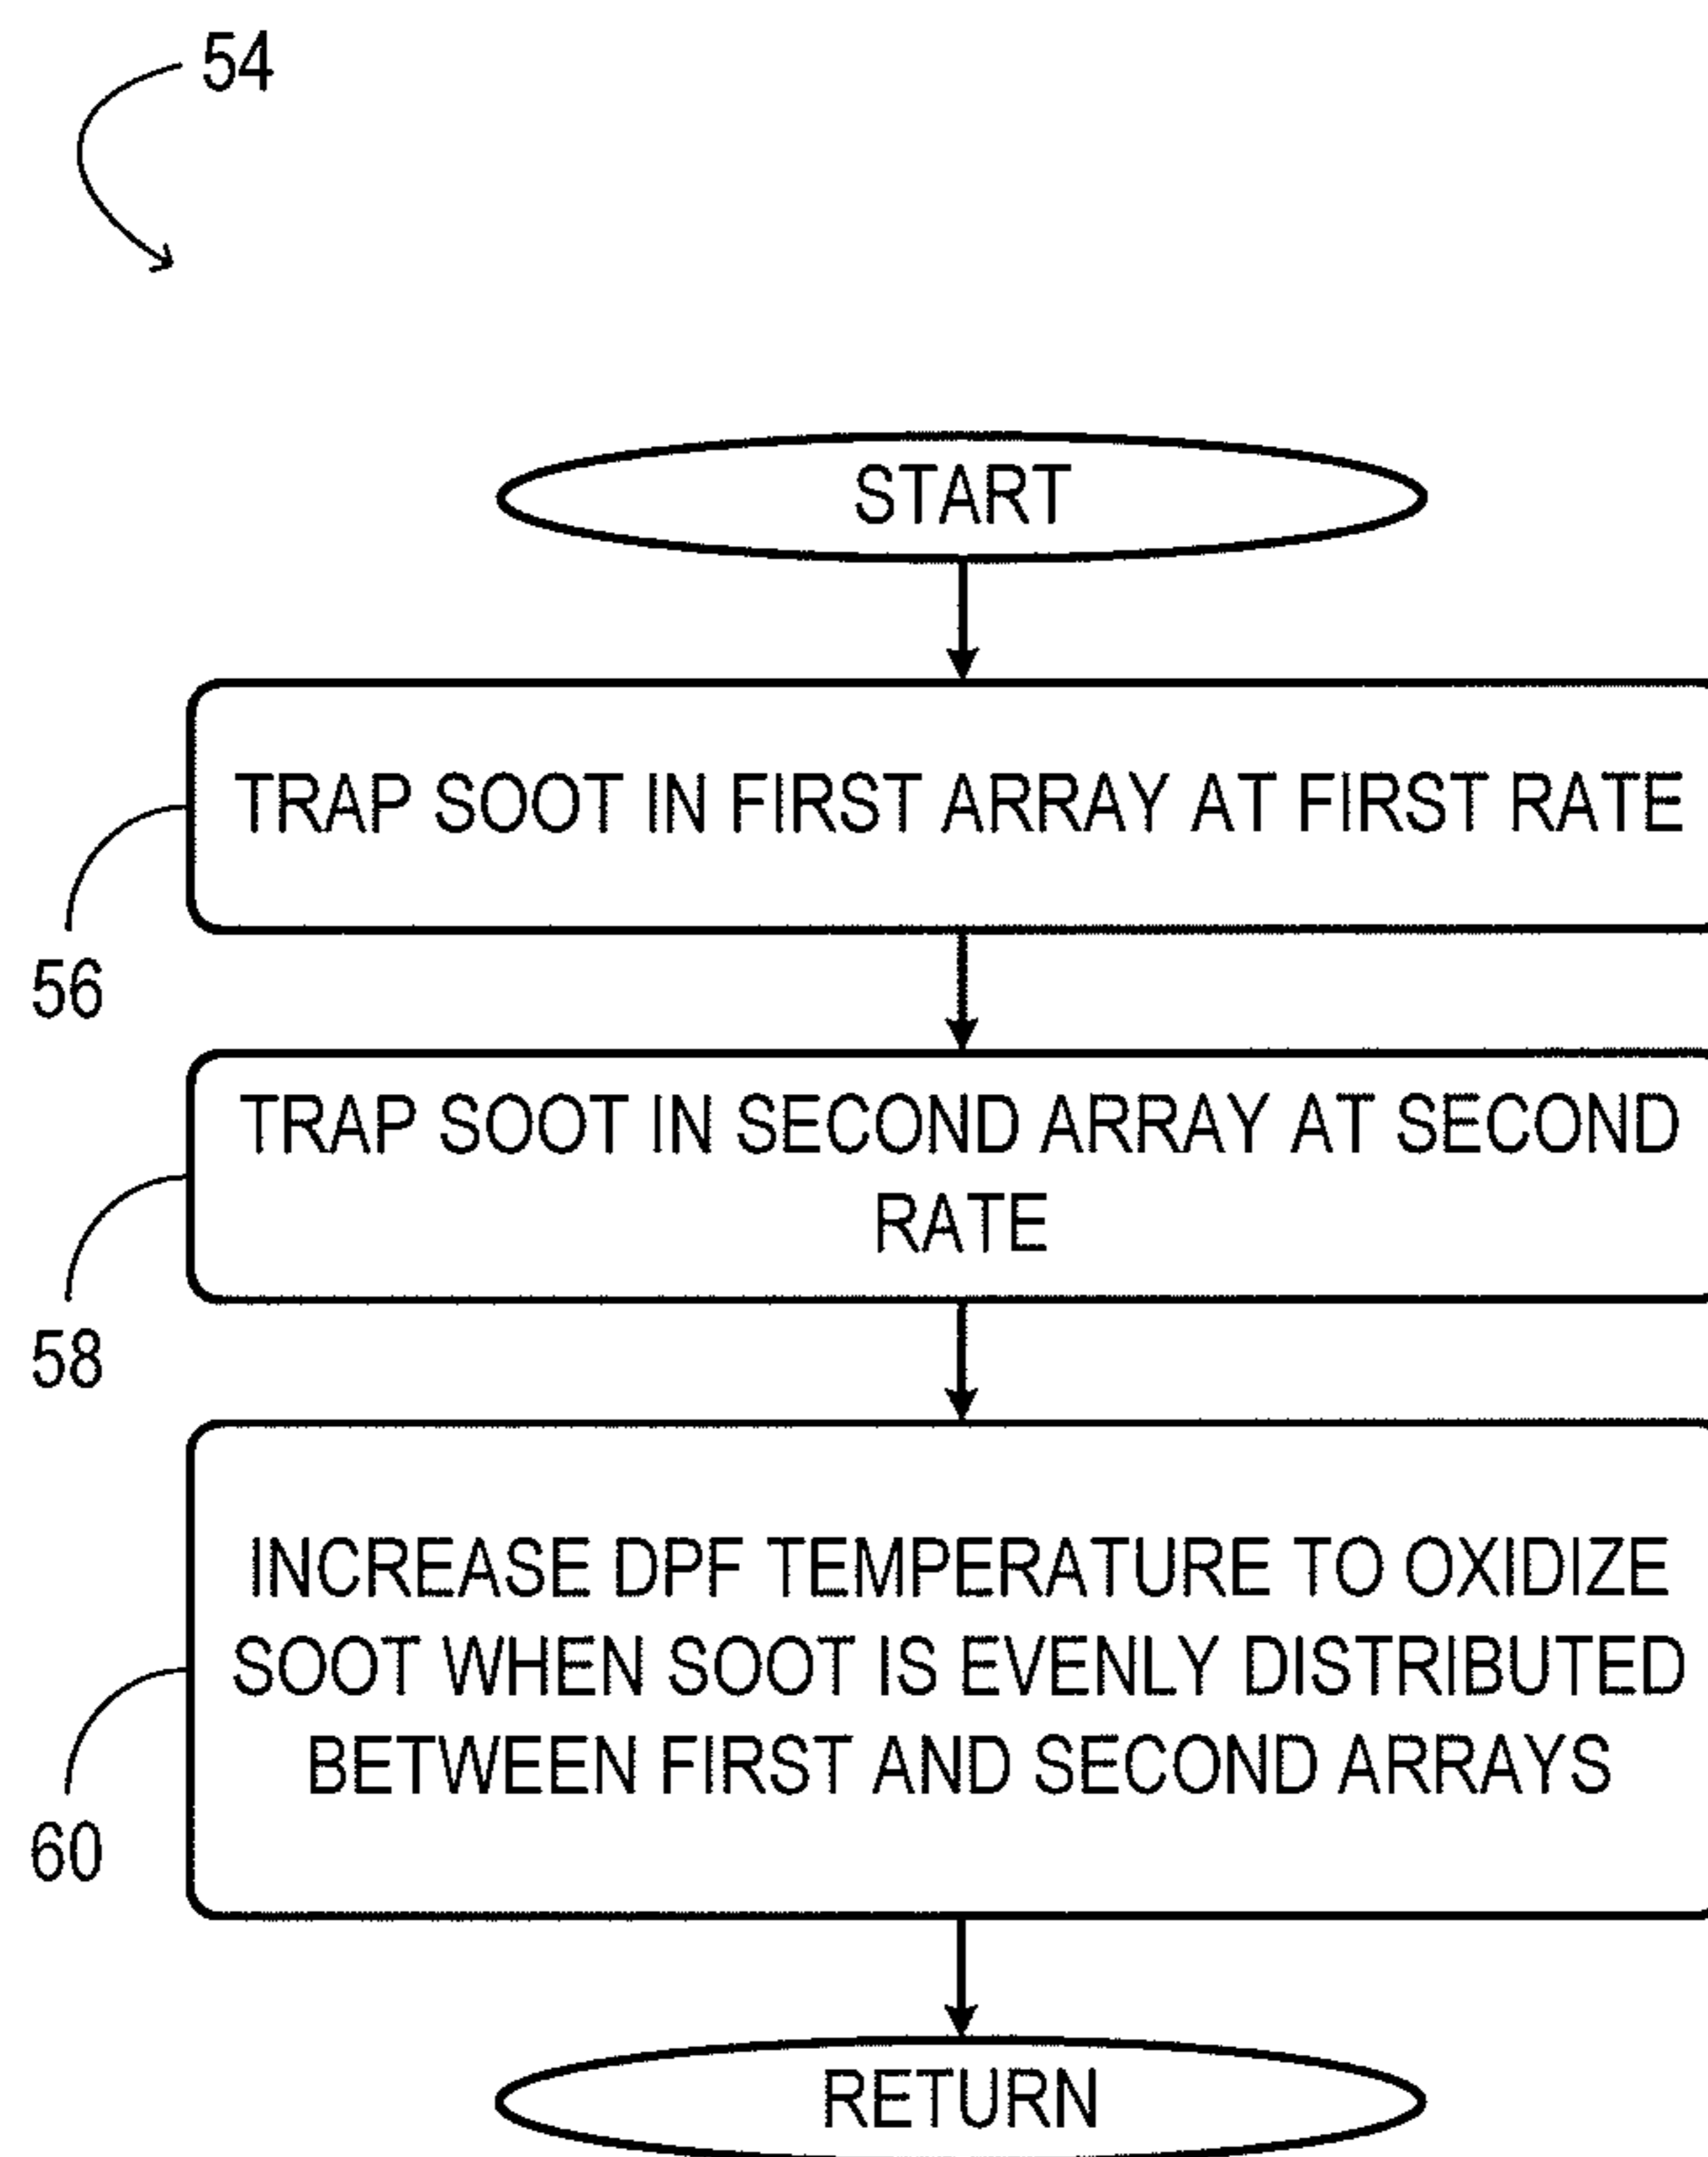 54
START
TRAP SOOT IN FIRST ARRAY AT FIRST RATE
56
TRAP SOOT IN SECOND ARRAY AT SECOND
RATE
58
INCREASE DPF TEMPERATURE TO OXIDIZE
SOOT WHEN SOOT IS EVENLY DISTRIBUTED
BETWEEN FIRST AND SECOND ARRAYS
60
RETURN